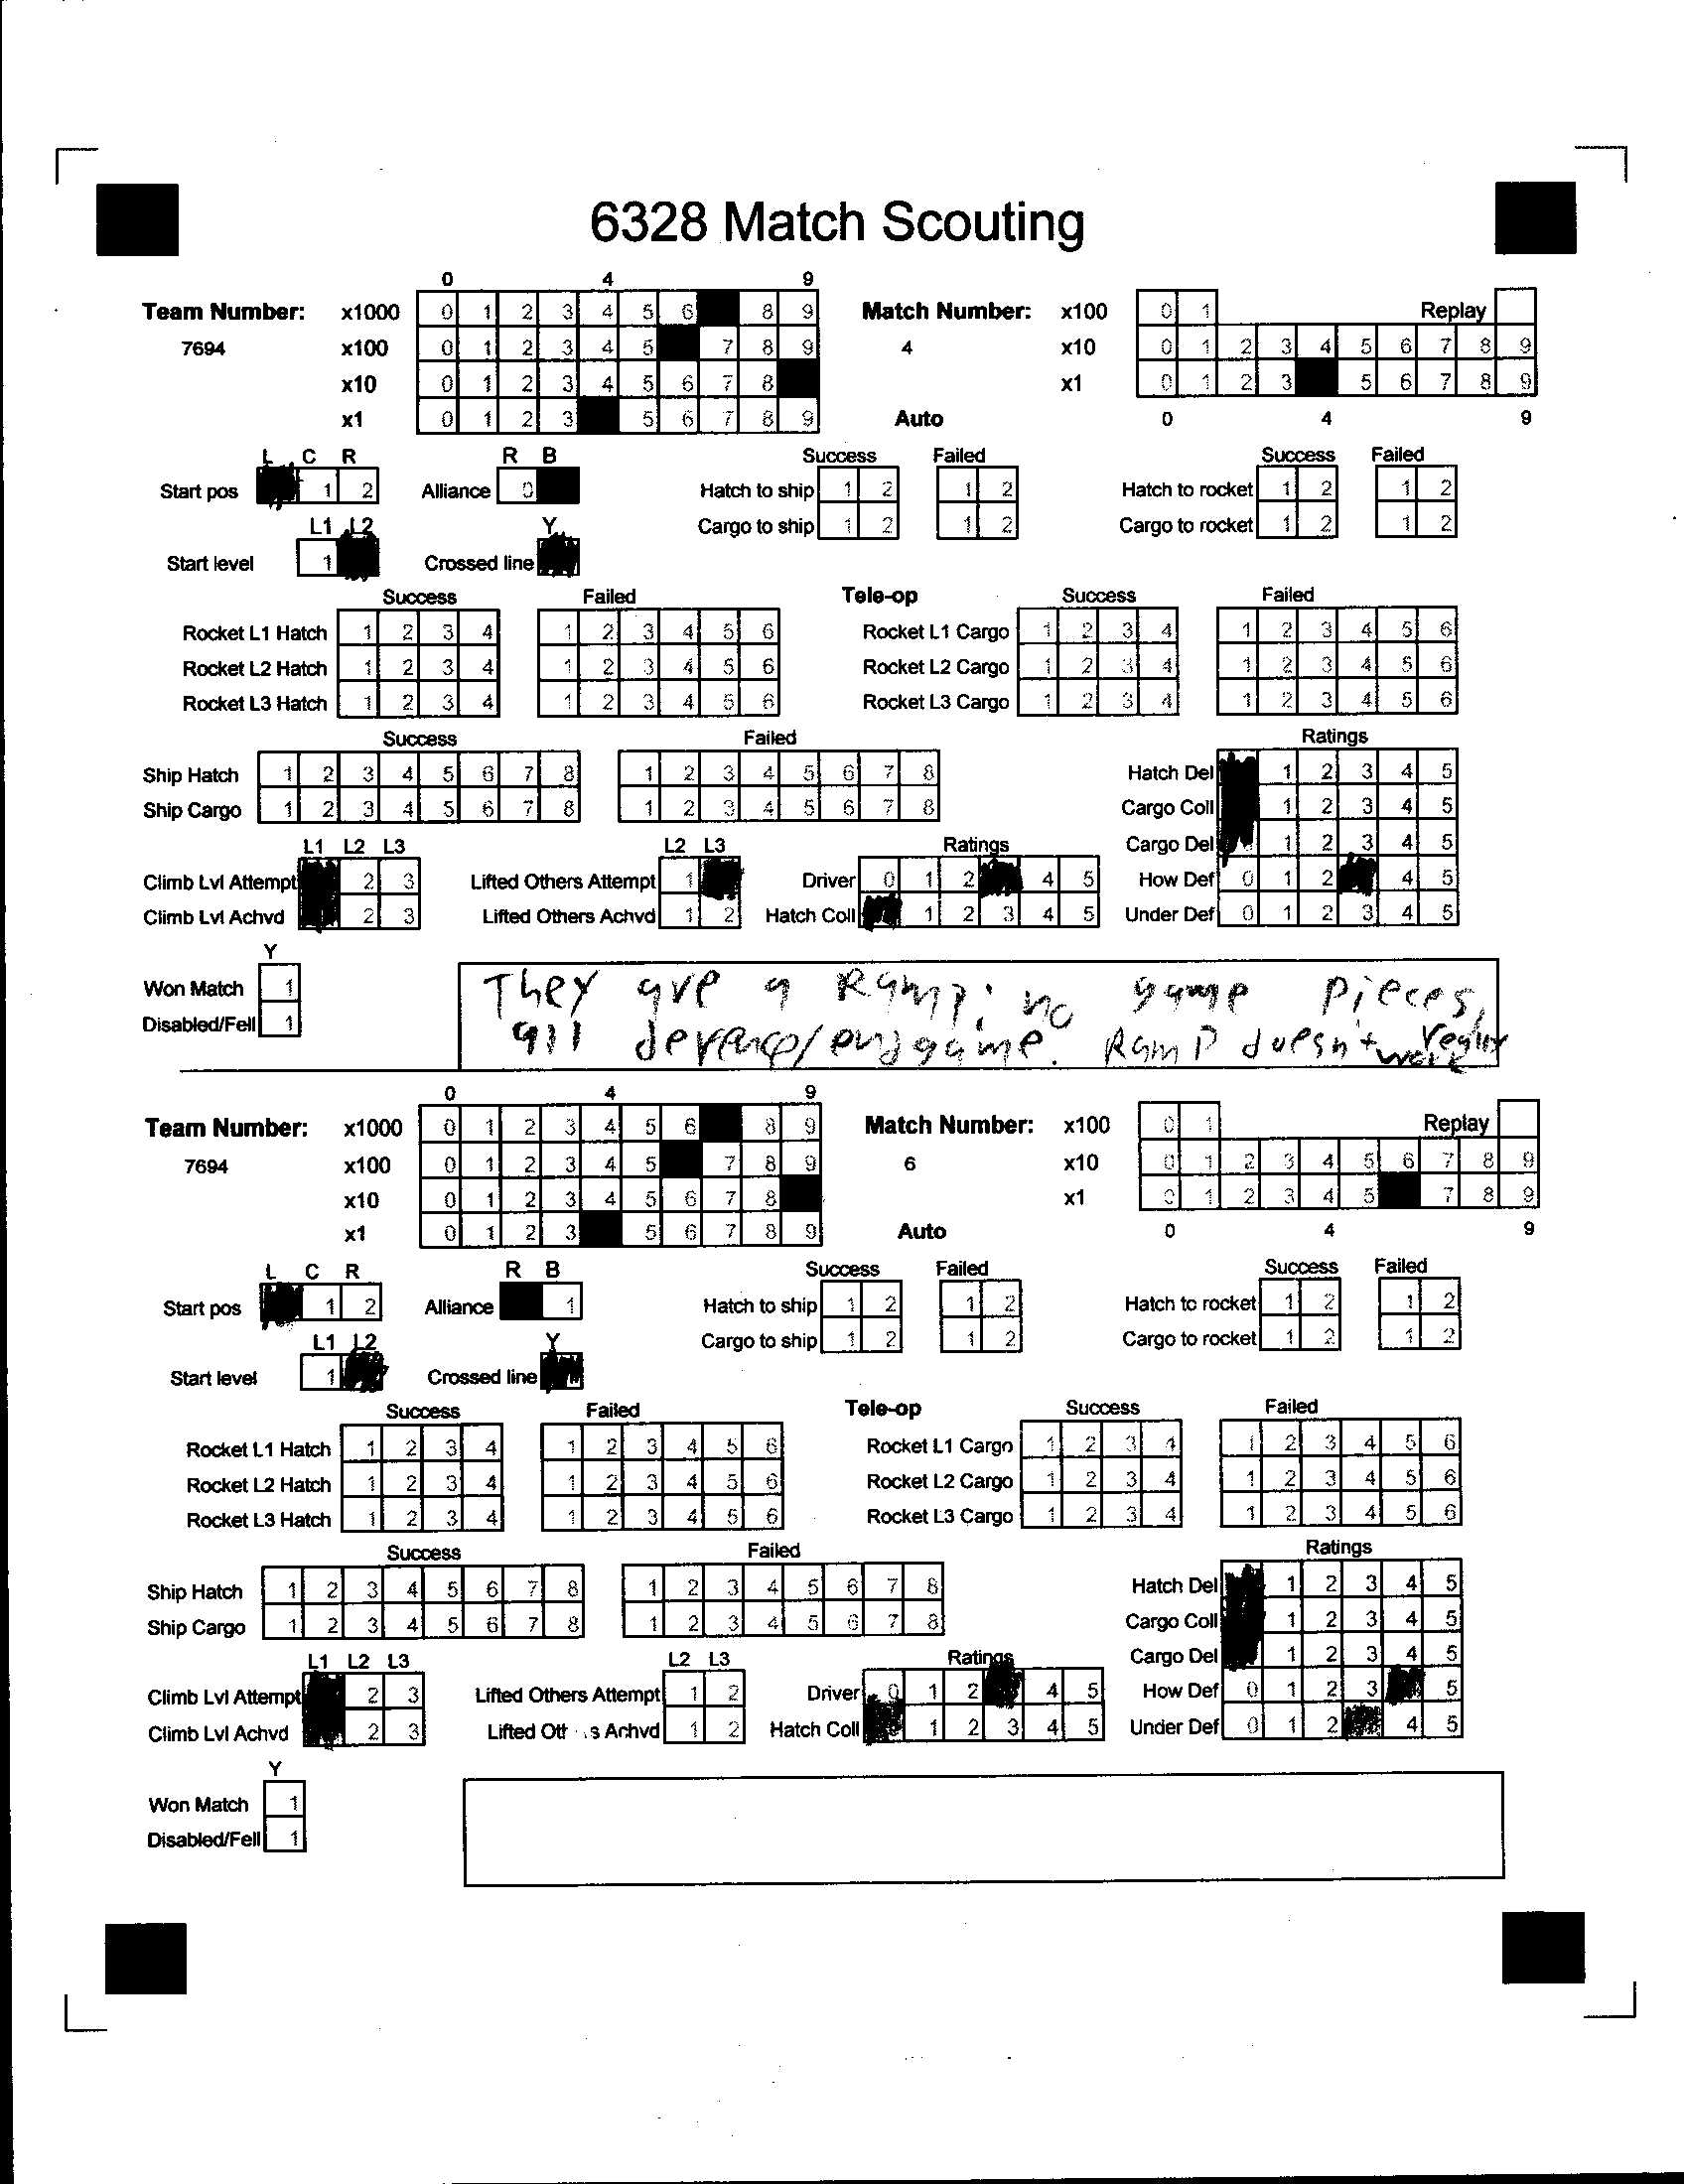 6328 Match Scouting
0 4 9
Team Number: x1000 0 1 2 3 4 5 6 8 9 Match Number: x100 0 1 Replay
7694 x100 0 1 2 3 4 5 7 8 9 4 x10 0 1 2 3 4 5 6 7 8 9
x10 0 1 2 3 4 5 6 7 8 x1 0 1 2 3 5 6 7 8 9
x1 0 1 2 3 5 6 7 8 9 Auto 0 4 9
L C R R B Success Failed Success Failed
Start pos 1 2 Alliance 0 Hatch to ship 1 2 1 2 Hatch to rocket 1 2 1 2
L1 L2 Y Cargo to ship 1 2 1 2 Cargo to rocket 1 2 1 2
Start level 1 Crossed line
Success Failed Tele-op Success Failed
Rocket L1 Hatch 1 2 3 4 1 2 3 4 5 6 Rocket L1 Cargo 1 2 3 4 1 2 3 4 5 6
Rocket L2 Hatch 1 2 3 4 1 2 3 4 5 6 Rocket L2 Cargo 1 2 3 4 1 2 3 4 5 6
Rocket L3 Hatch 1 2 3 4 1 2 3 4 5 6 Rocket L3 Cargo 1 2 3 4 1 2 3 4 5 6
Success Failed Ratings
Ship Hatch 1 2 3 4 5 6 7 8 1 2 3 4 5 6 7 8 Hatch Del 1 2 3 4 5
Ship Cargo 1 2 3 4 5 6 7 8 1 2 3 4 5 6 7 8 Cargo Coll 1 2 3 4 5
L1 L2 L3 L2 L3 Ratings Cargo Del 1 2 3 4 5
Climb Lvl Attempt 2 3 Lifted Others Attempt 1 Driver 0 1 2 4 5 How Def 0 1 2 4 5
Climb Lvl Achvd 2 3 Lifted Others Achvd 1 2 Hatch Coll 1 2 3 4 5 Under Def 0 1 2 3 4 5
Y
Won Match 1 They are a Ramp; no game pieces,
Disabled/Fell 1 all defence/endgame. Ramp doesn't really work
0 4 9
Team Number: x1000 0 1 2 3 4 5 6 8 9 Match Number: x100 0 1 Replay
7694 x100 0 1 2 3 4 5 7 8 9 6 x10 0 1 2 3 4 5 6 7 8 9
x10 0 1 2 3 4 5 6 7 8 x1 0 1 2 3 4 5 7 8 9
x1 0 1 2 3 5 6 7 8 9 Auto 0 4 9
L C R R B Success Failed Success Failed
Start pos 1 2 Alliance 1 Hatch to ship 1 2 1 2 Hatch to rocket 1 2 1 2
L1 L2 Y Cargo to ship 1 2 1 2 Cargo to rocket 1 2 1 2
Start level 1 Crossed line
Success Failed Tele-op Success Failed
Rocket L1 Hatch 1 2 3 4 1 2 3 4 5 6 Rocket L1 Cargo 1 2 3 4 1 2 3 4 5 6
Rocket L2 Hatch 1 2 3 4 1 2 3 4 5 6 Rocket L2 Cargo 1 2 3 4 1 2 3 4 5 6
Rocket L3 Hatch 1 2 3 4 1 2 3 4 5 6 Rocket L3 Cargo 1 2 3 4 1 2 3 4 5 6
Success Failed Ratings
Ship Hatch 1 2 3 4 5 6 7 8 1 2 3 4 5 6 7 8 Hatch Del 1 2 3 4 5
Ship Cargo 1 2 3 4 5 6 7 8 1 2 3 4 5 6 7 8 Cargo Coll 1 2 3 4 5
L1 L2 L3 L2 L3 Ratings Cargo Del 1 2 3 4 5
Climb Lvl Attempt 2 3 Lifted Others Attempt 1 2 Driver 0 1 2 4 5 How Def 0 1 2 3 5
Climb Lvl Achvd 2 3 Lifted Achvd 1 2 Hatch Coll 1 2 3 4 5 Under Def 0 1 2 4 5
Y
Won Match 1
Disabled/Fell 1